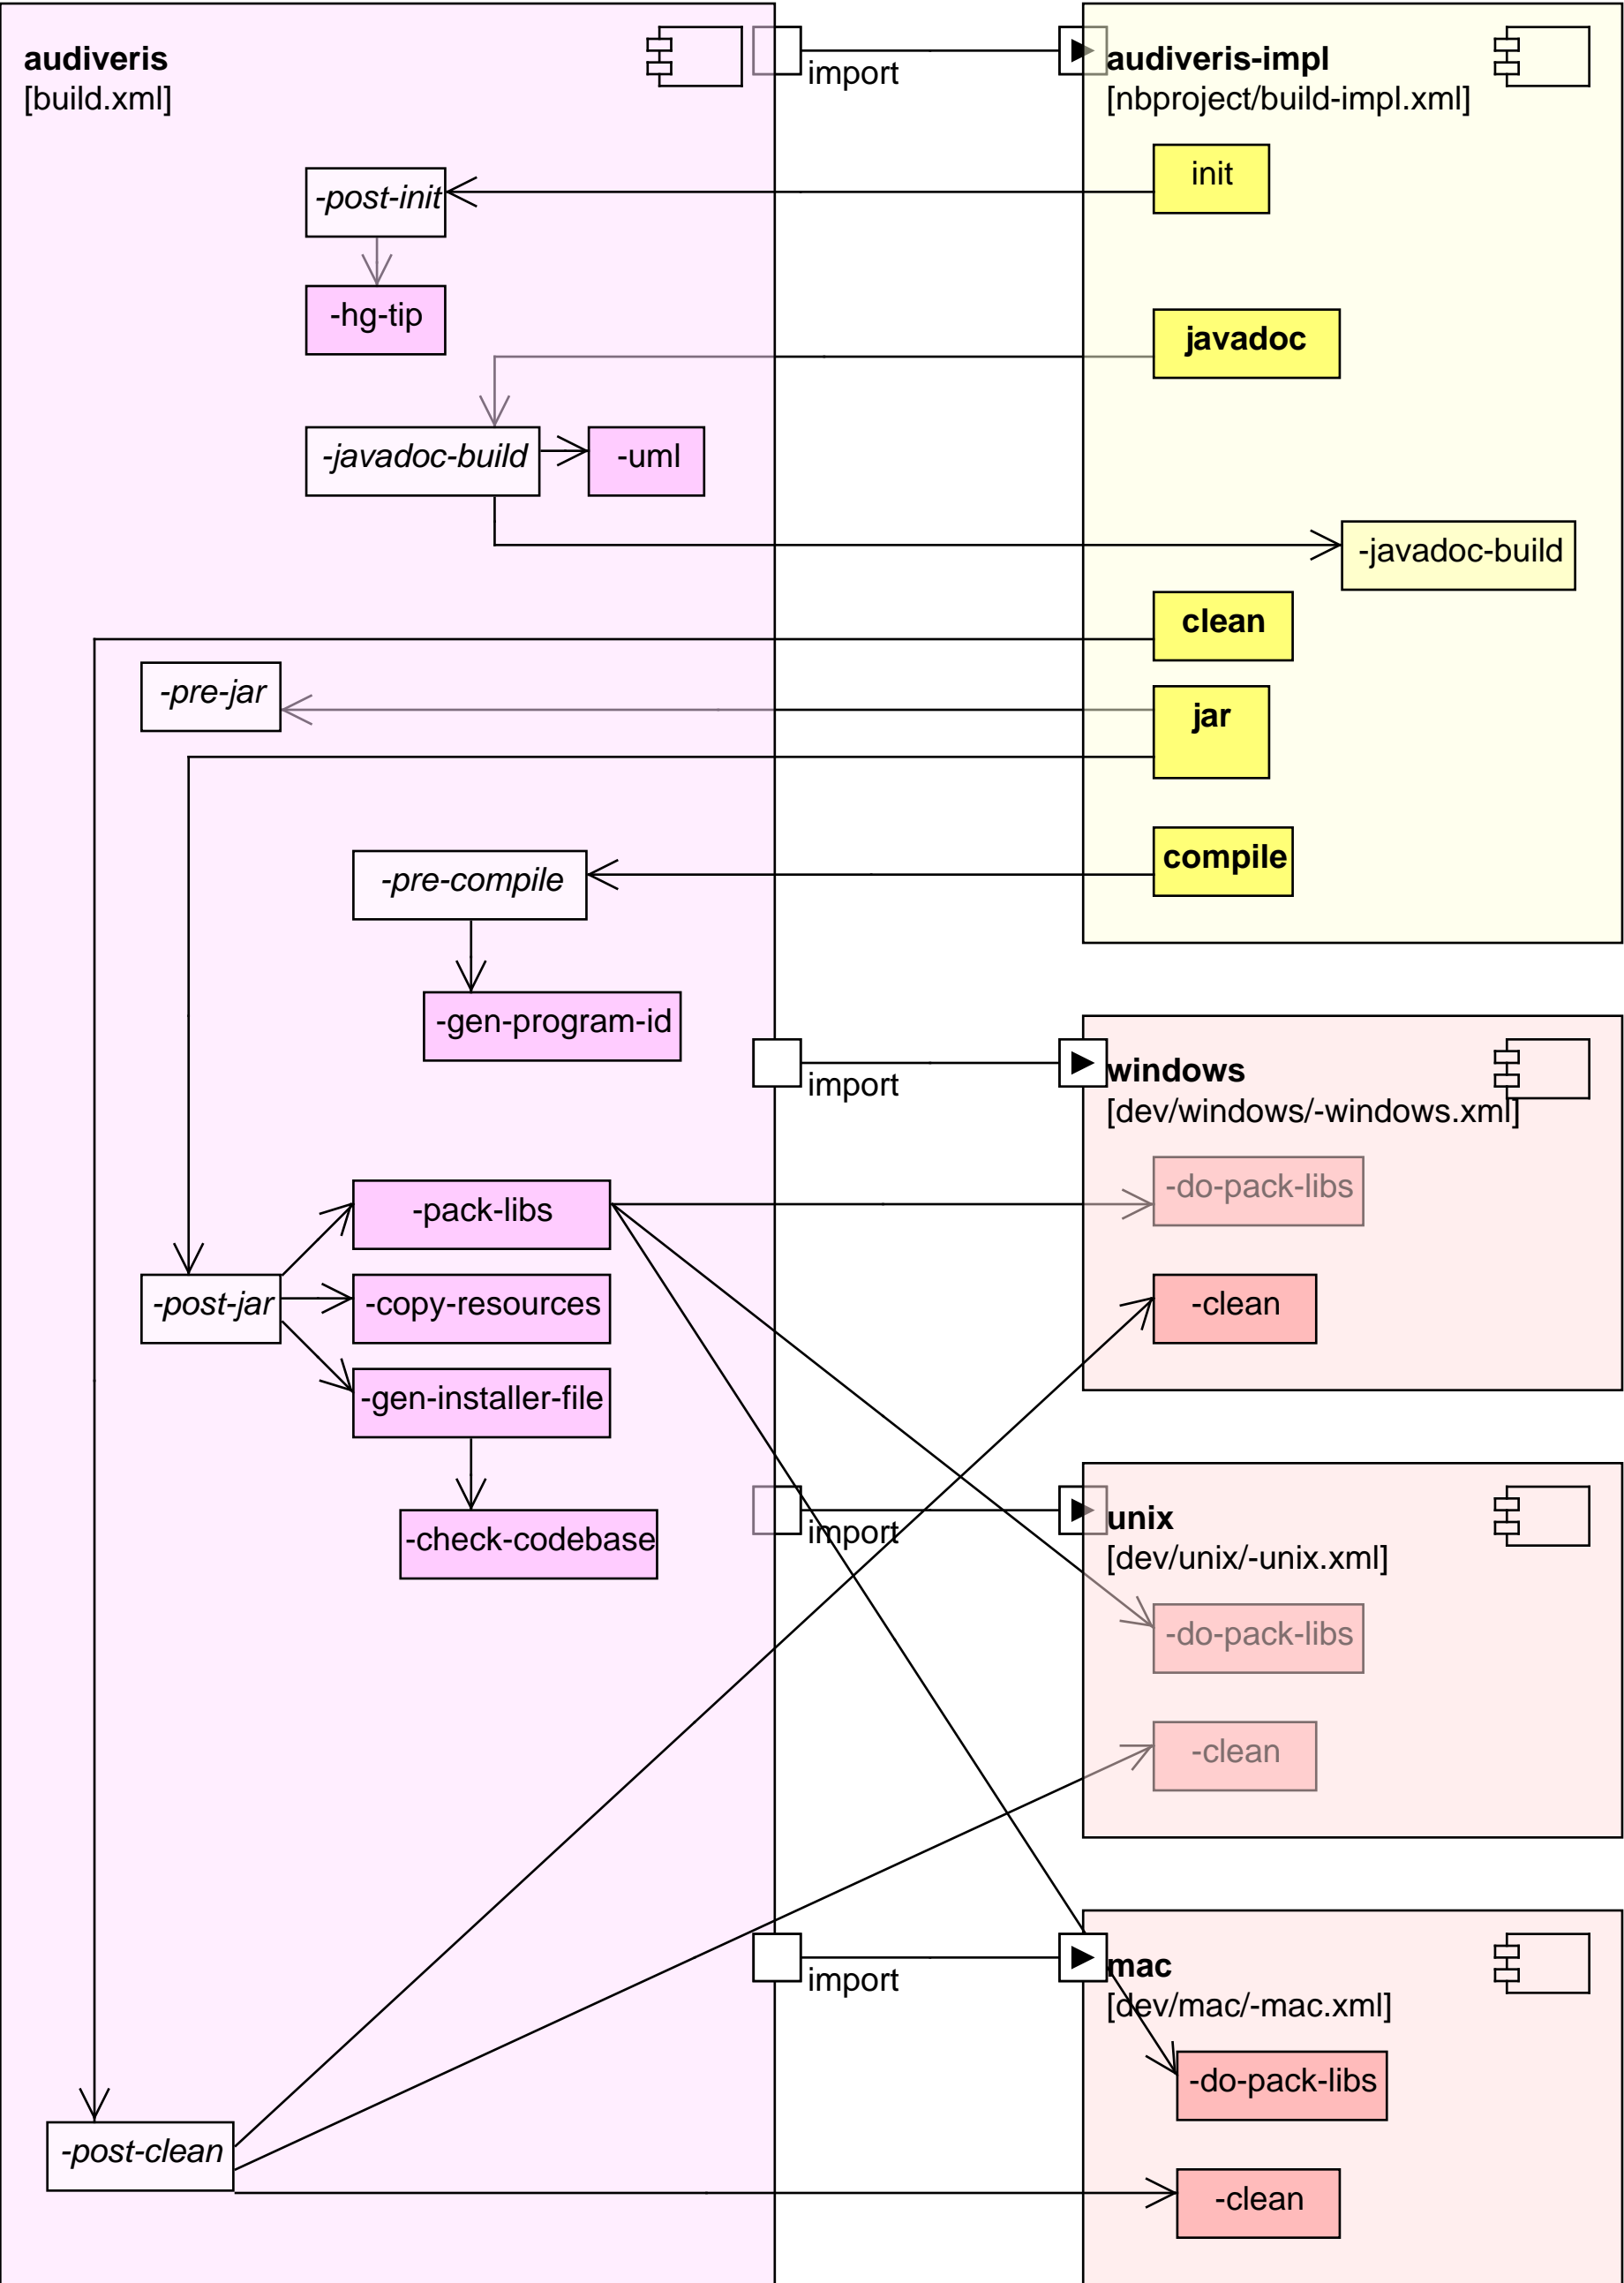 audiveris
[build.xml]
-post-init
-hg-tip
-javadoc-build
-uml
-pre-jar
-pre-compile
-gen-program-id
-pack-libs
-post-jar
-copy-resources
-gen-installer-file
-check-codebase
-post-clean
import
import
import
import
audiveris-impl
[nbproject/build-impl.xml]
init
javadoc
-javadoc-build
clean
jar
compile
windows
[dev/windows/-windows.xml]
-do-pack-libs
-clean
unix
[dev/unix/-unix.xml]
-do-pack-libs
-clean
mac
[dev/mac/-mac.xml]
-do-pack-libs
-clean